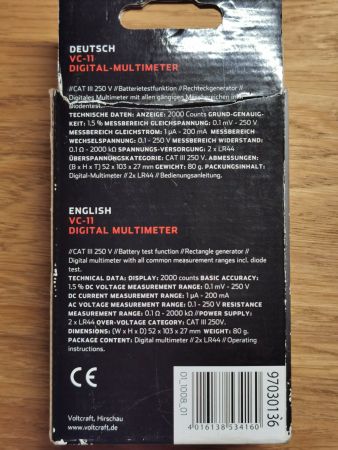 DEUTSCH
VC-11
DIGITAL-MULTIMETER
//CAT III 250 V //Batterietestfunktion //Rechteckgenerator //
Digitales Multimeter mit allen gängigen Messbereichen inkl.
Diodentest.
TECHNISCHE DATEN: ANZEIGE: 2000 Counts GRUND-GENAUIG-
KEIT: 1,5 % MESSBEREICH GLEICHSPANNUNG: 0.1 mV - 250 V
MESSBEREICH GLEICHSTROM: 1 µA - 200 mA MESSBEREICH
WECHSELSPANNUNG: 0.1 - 250 V MESSBEREICH WIDERSTAND:
0.1 Ω - 2000 kΩ SPANNUNGS-VERSORGUNG: 2 x LR44
ÜBERSPANNUNGSKATEGORIE: CAT III 250 V. ABMESSUNGEN:
(B x H x T) 52 x 103 x 27 mm GEWICHT: 80 g. PACKUNGSINHALT:
Digital-Multimeter // 2x LR44 // Bedienungsanleitung.
ENGLISH
VC-11
DIGITAL MULTIMETER
//CAT III 250 V //Battery test function //Rectangle generator //
Digital multimeter with all common measurement ranges incl. diode
test.
TECHNICAL DATA: DISPLAY: 2000 counts BASIC ACCURACY:
1.5 % DC VOLTAGE MEASUREMENT RANGE: 0.1 mV - 250 V
DC CURRENT MEASUREMENT RANGE: 1 µA - 200 mA
AC VOLTAGE MEASUREMENT RANGE: 0.1 - 250 V RESISTANCE
MEASUREMENT RANGE: 0.1 Ω - 2000 kΩ //POWER SUPPLY:
2 x LR44 OVER-VOLTAGE CATEGORY: CAT III 250V.
DIMENSIONS: (W x H x D) 52 x 103 x 27 mm WEIGHT: 80 g.
PACKAGE CONTENT: Digital multimeter // 2x LR44 // Operating
instructions.
CE
01_1008_01
4016138534160
97030136
Voltcraft, Hirschau
www.voltcraft.de